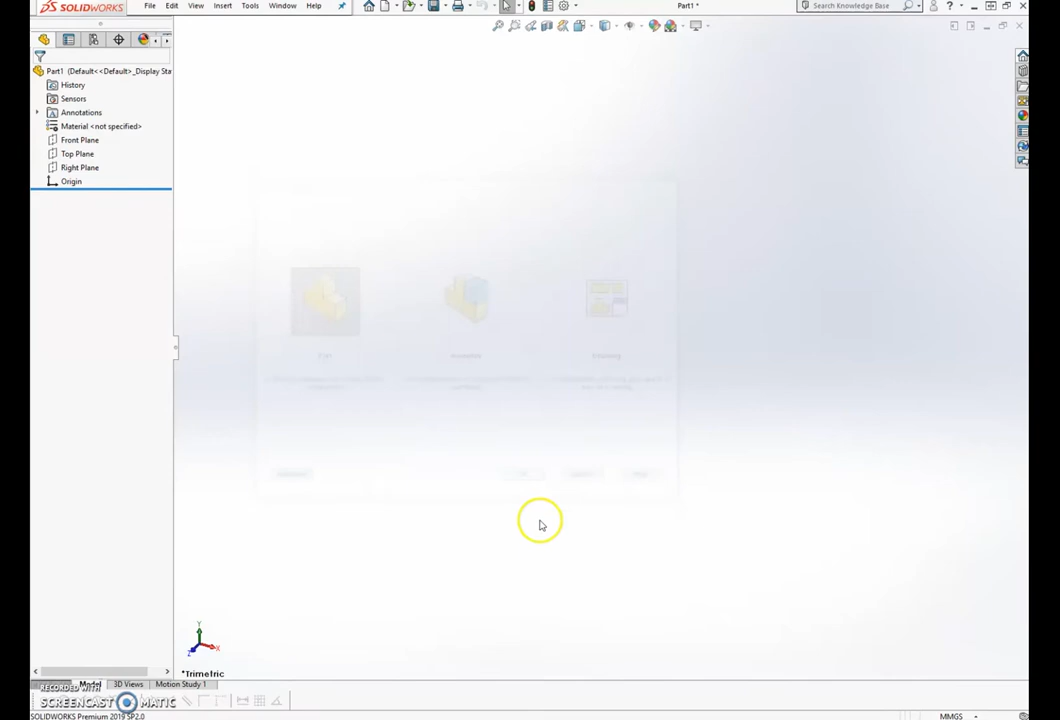 SOLIDWORKS File Edit View Insert Tools Window Help Part1 * Search Knowledge Base
Part1 (Default<<Default>_Display Sta
History
Sensors
Annotations
Material <not specified>
Front Plane
Top Plane
Right Plane
Origin
Y
X
Z
*Trimetric
Model 3D Views Motion Study 1
RECORDED WITH
SCREENCAST MATIC
SOLIDWORKS Premium 2019 SP2.0 MMGS